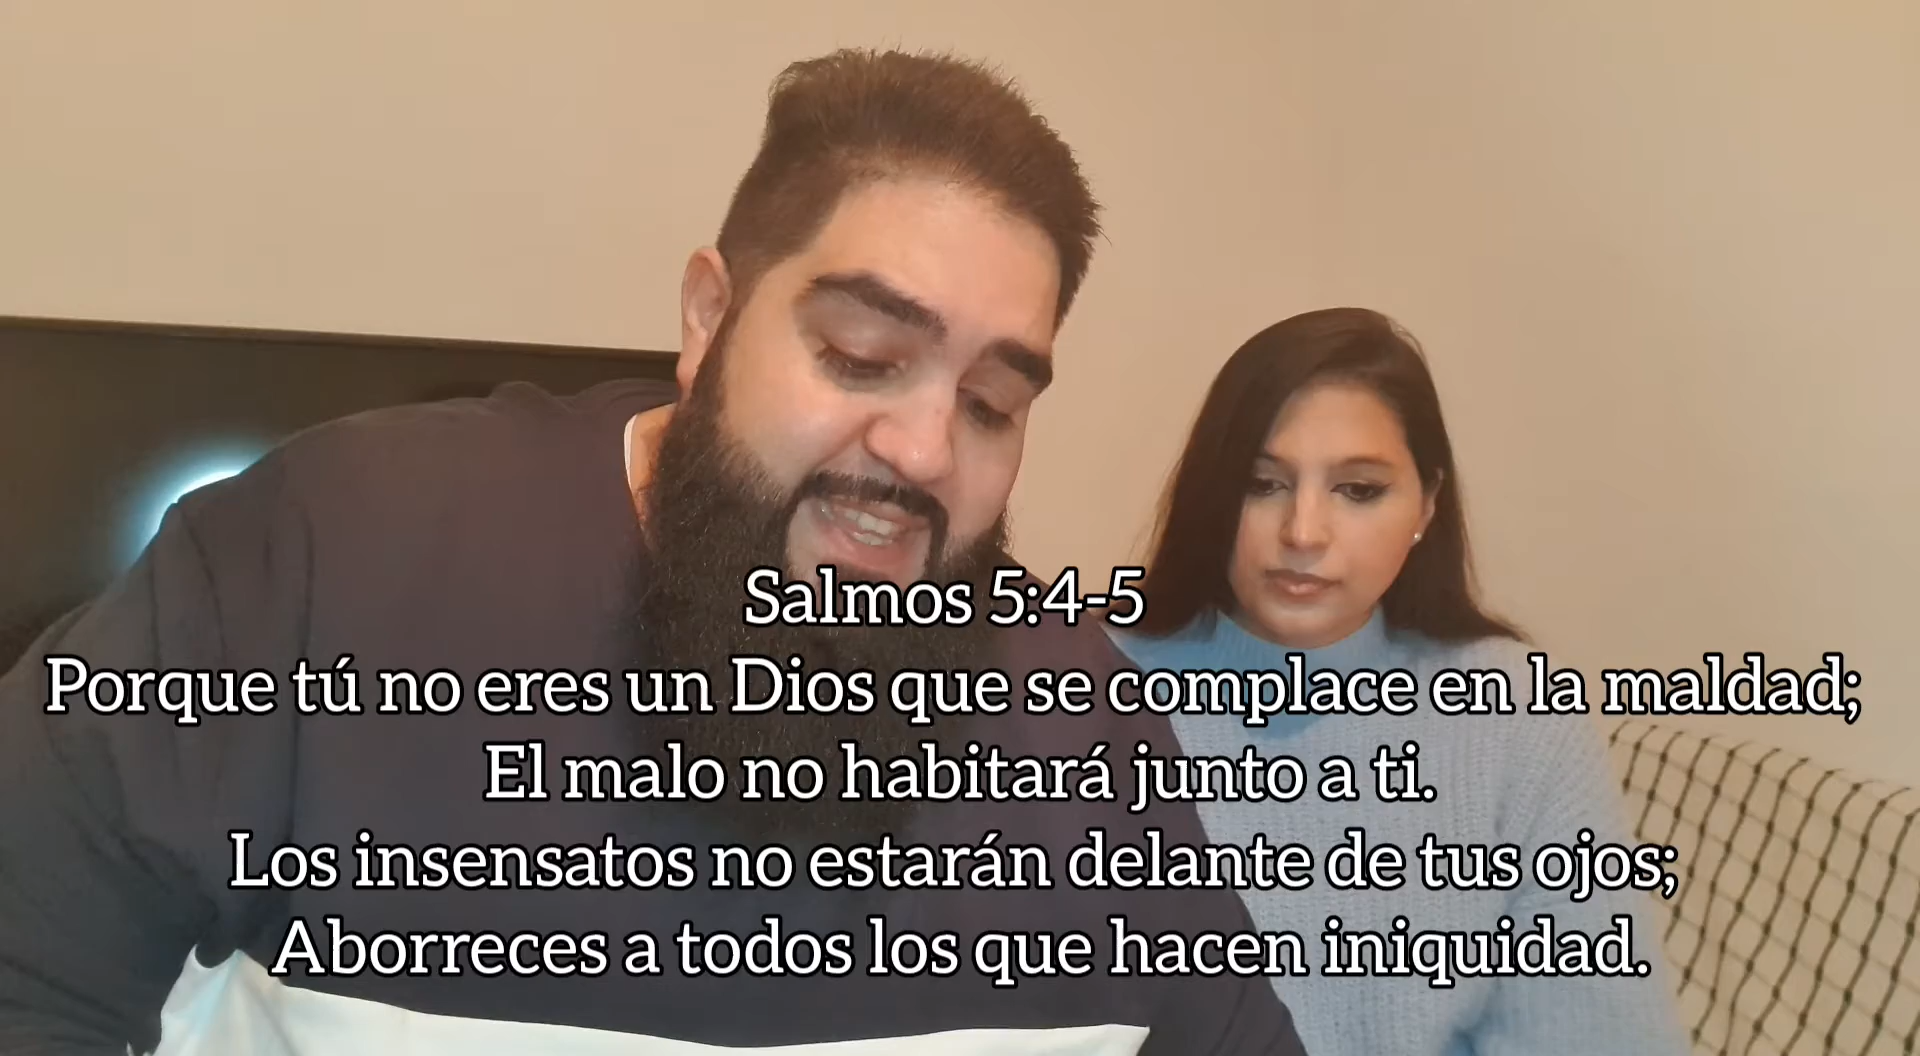 Salmos 5:4-5
Porque tú no eres un Dios que se complace en la maldad;
El malo no habitará junto a ti.
Los insensatos no estarán delante de tus ojos;
Aborreces a todos los que hacen iniquidad.